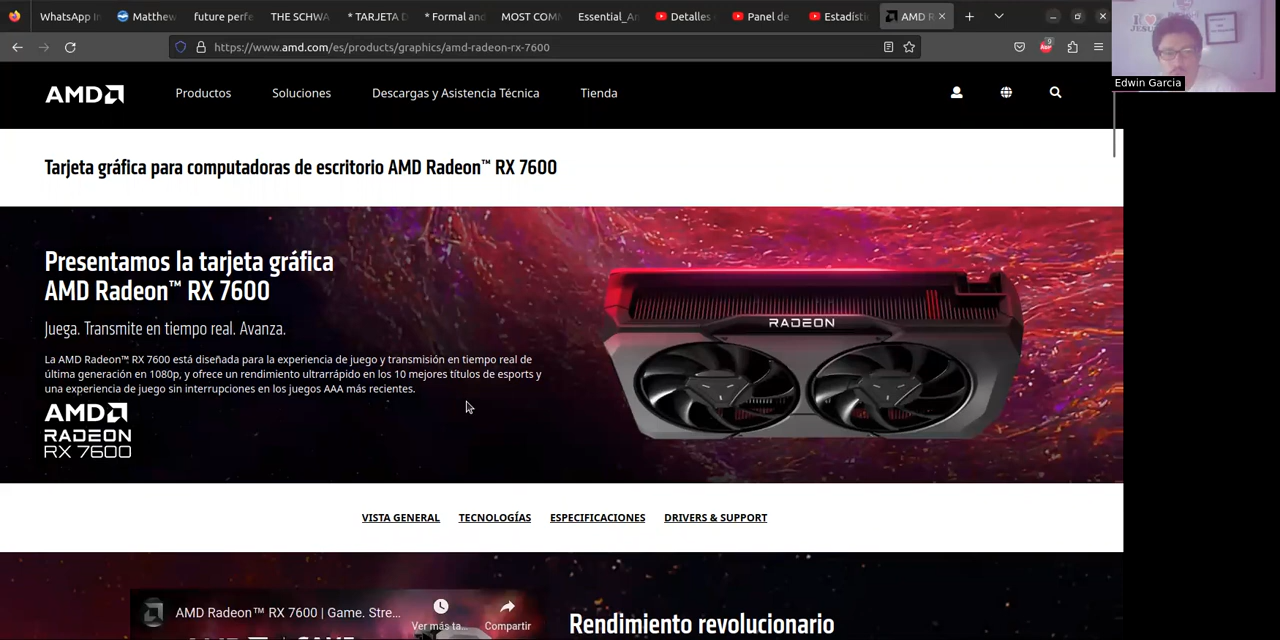 WhatsApp
Matthew
future perfe
THE SCHWA
* TARJETA D
* Formal and
MOST COM
Essential_Ar
Detalles
Panel de
Estadísti
AMD R
https://www.amd.com/es/products/graphics/amd-radeon-rx-7600
Edwin Garcia
AMD
Productos
Soluciones
Descargas y Asistencia Técnica
Tienda
Tarjeta gráfica para computadoras de escritorio AMD Radeon™ RX 7600
Presentamos la tarjeta gráfica
AMD Radeon™ RX 7600
Juega. Transmite en tiempo real. Avanza.
La AMD Radeon™ RX 7600 está diseñada para la experiencia de juego y transmisión en tiempo real de
última generación en 1080p, y ofrece un rendimiento ultrarrápido en los 10 mejores títulos de esports y
una experiencia de juego sin interrupciones en los juegos AAA más recientes.
AMD
RADEON
RX 7600
RADEON
VISTA GENERAL
TECNOLOGÍAS
ESPECIFICACIONES
DRIVERS & SUPPORT
AMD Radeon™ RX 7600 | Game. Stre...
Ver más ta...
Compartir
Rendimiento revolucionario